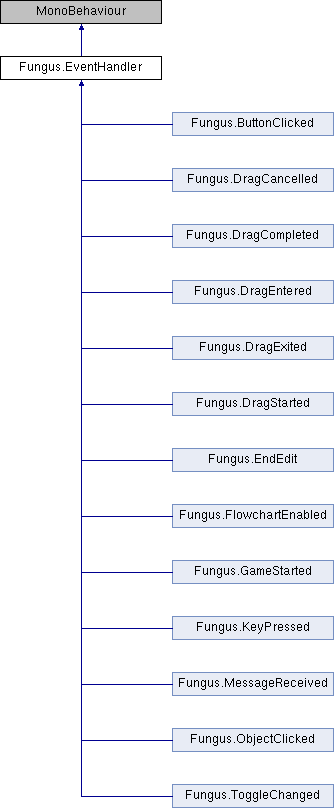 MonoBehaviour
Fungus.EventHandler
Fungus.ButtonClicked
Fungus.DragCancelled
Fungus.DragCompleted
Fungus.DragEntered
Fungus.DragExited
Fungus.DragStarted
Fungus.EndEdit
Fungus.FlowchartEnabled
Fungus.GameStarted
Fungus.KeyPressed
Fungus.MessageReceived
Fungus.ObjectClicked
Fungus.ToggleChanged